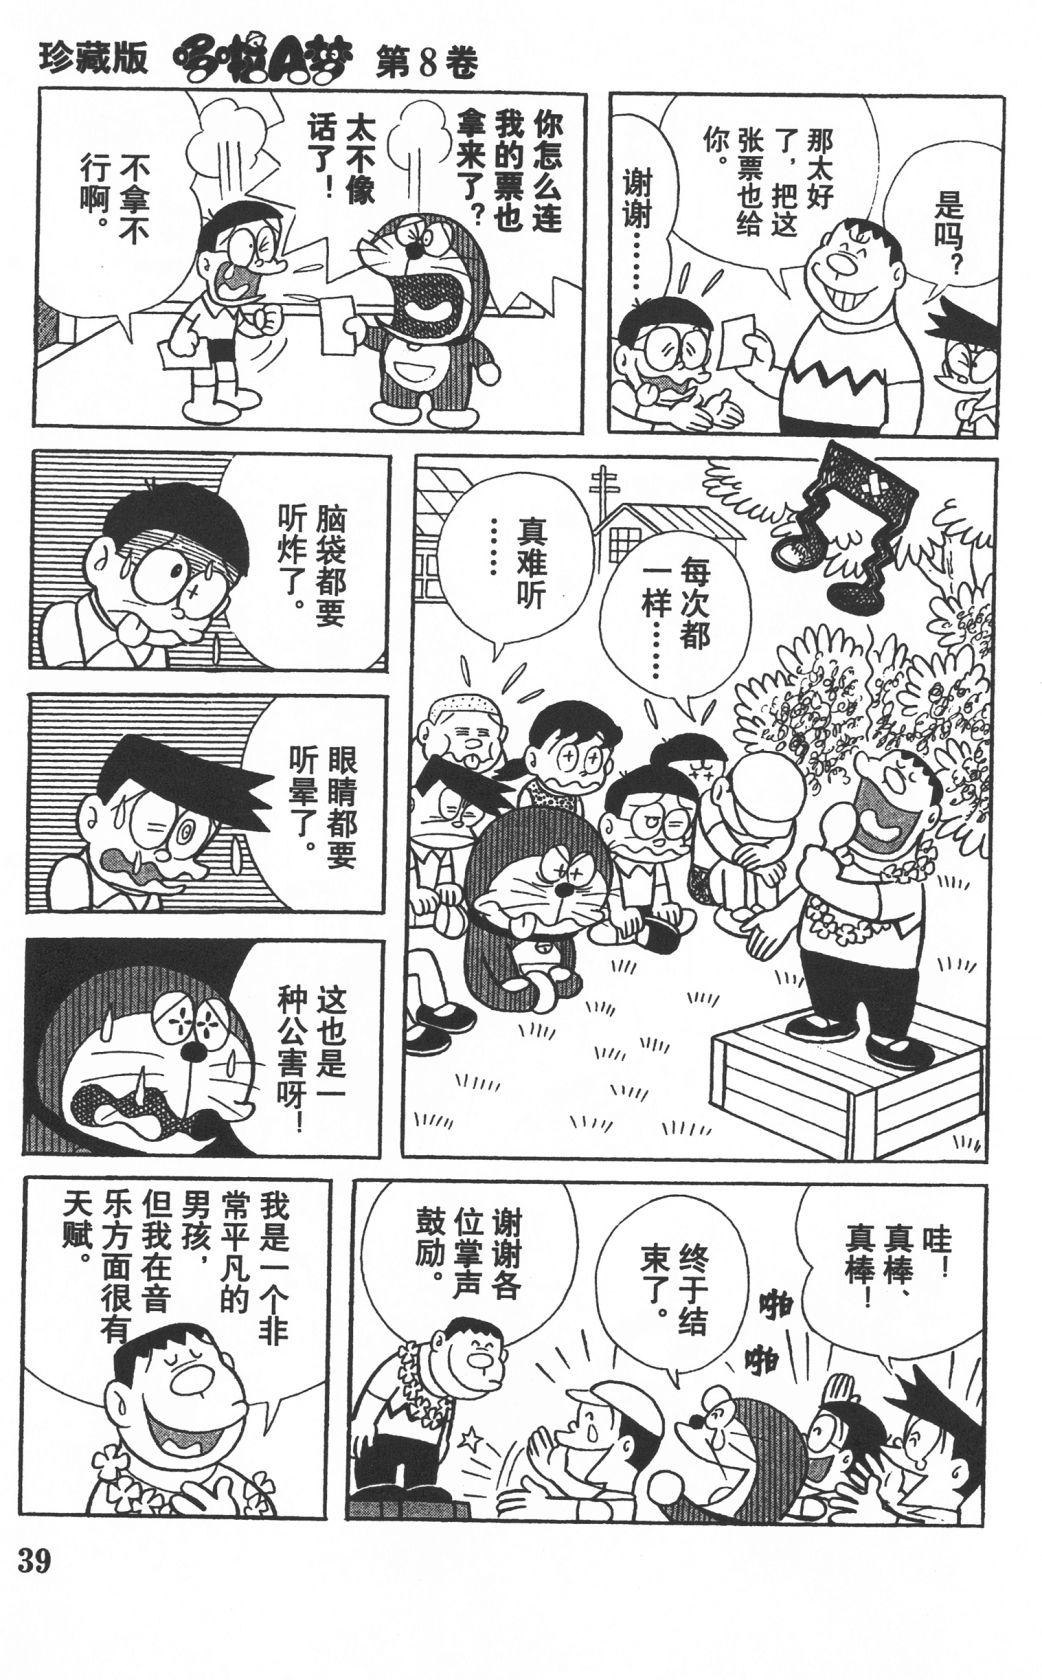 珍藏版 哆啦A梦 第8卷
是吗？
那太好
了，把这
张票也给
你。
谢谢……
你怎么连
我的票也
拿来了？
太不像
话了！
不拿不
行啊。
每次都
一样……
真难听
……
脑袋都要
听炸了。
眼睛都要
听晕了。
这也是一
种公害呀！
哇！
真棒、
真棒！
啪
啪
终于结
束了。
谢谢各
位掌声
鼓励。
我是一个非
常平凡的
男孩，
但我在音
乐方面很有
天赋。
39